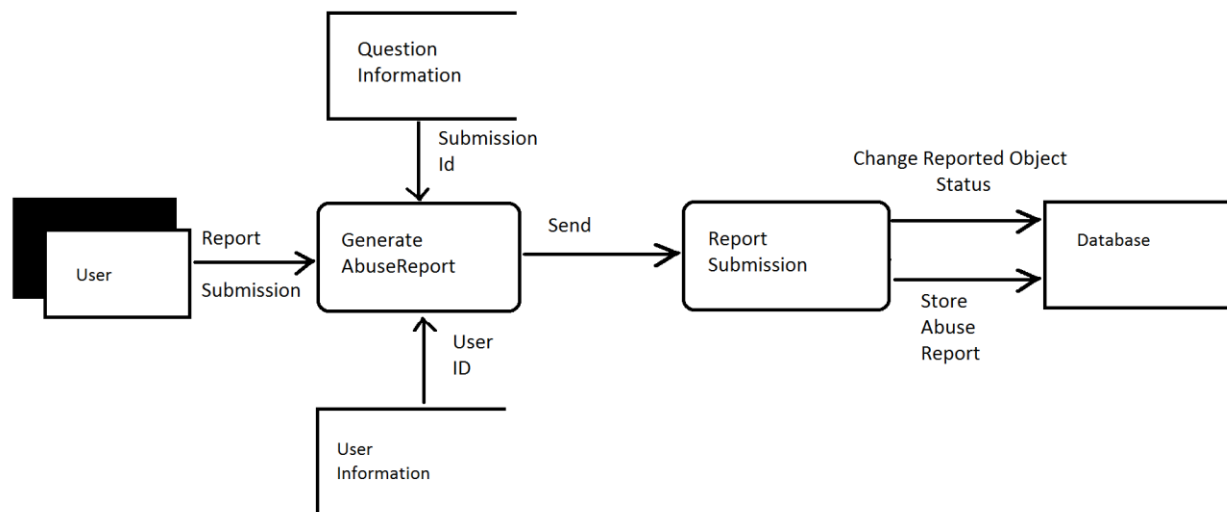 Question
Information
Submission
Id
Change Reported Object
Status
Report
Submission
User
Generate
AbuseReport
Send
Report
Submission
Database
Store
Abuse
Report
User
ID
User
Information